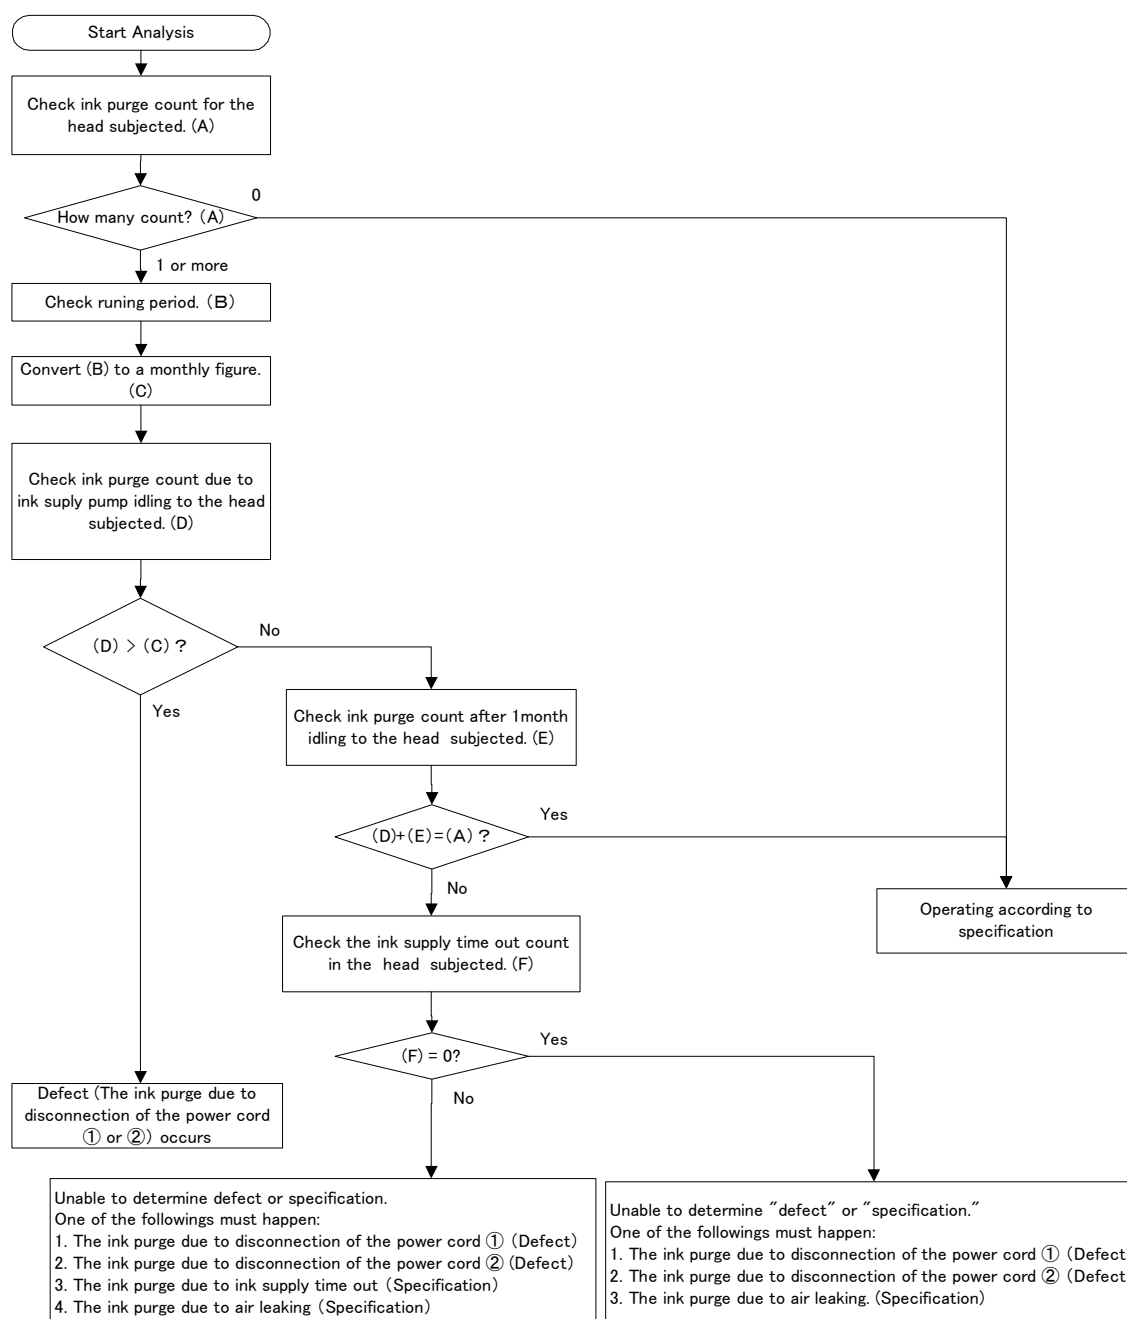 Start Analysis
Check ink purge count for the
head subjected. (A)
How many count? (A)
0
1 or more
Check runing period. (B)
Convert (B) to a monthly figure.
(C)
Check ink purge count due to
ink suply pump idling to the head
subjected. (D)
(D) > (C) ?
No
Yes
Check ink purge count after 1month
idling to the head subjected. (E)
(D)+(E)=(A) ?
Yes
No
Operating according to
specification
Check the ink supply time out count
in the head subjected. (F)
(F) = 0?
Yes
No
Defect (The ink purge due to
disconnection of the power cord
① or ②) occurs
Unable to determine defect or specification.
One of the followings must happen:
1. The ink purge due to disconnection of the power cord ① (Defect)
2. The ink purge due to disconnection of the power cord ② (Defect)
3. The ink purge due to ink supply time out (Specification)
4. The ink purge due to air leaking (Specification)
Unable to determine "defect" or "specification."
One of the followings must happen:
1. The ink purge due to disconnection of the power cord ① (Defect
2. The ink purge due to disconnection of the power cord ② (Defect
3. The ink purge due to air leaking. (Specification)